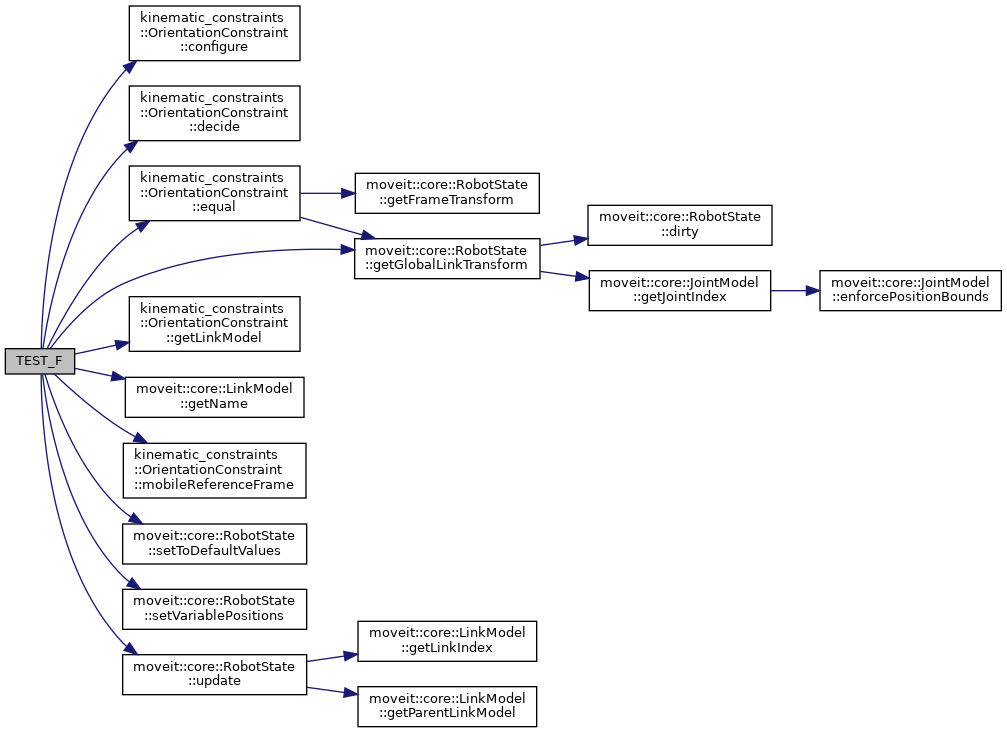 kinematic_constraints
::OrientationConstraint
::configure
kinematic_constraints
::OrientationConstraint
::decide
kinematic_constraints
::OrientationConstraint
::equal
moveit::core::RobotState
::getFrameTransform
moveit::core::RobotState
::dirty
moveit::core::RobotState
::getGlobalLinkTransform
moveit::core::JointModel
::getJointIndex
moveit::core::JointModel
::enforcePositionBounds
kinematic_constraints
::OrientationConstraint
::getLinkModel
TEST_F
moveit::core::LinkModel
::getName
kinematic_constraints
::OrientationConstraint
::mobileReferenceFrame
moveit::core::RobotState
::setToDefaultValues
moveit::core::RobotState
::setVariablePositions
moveit::core::RobotState
::update
moveit::core::LinkModel
::getLinkIndex
moveit::core::LinkModel
::getParentLinkModel